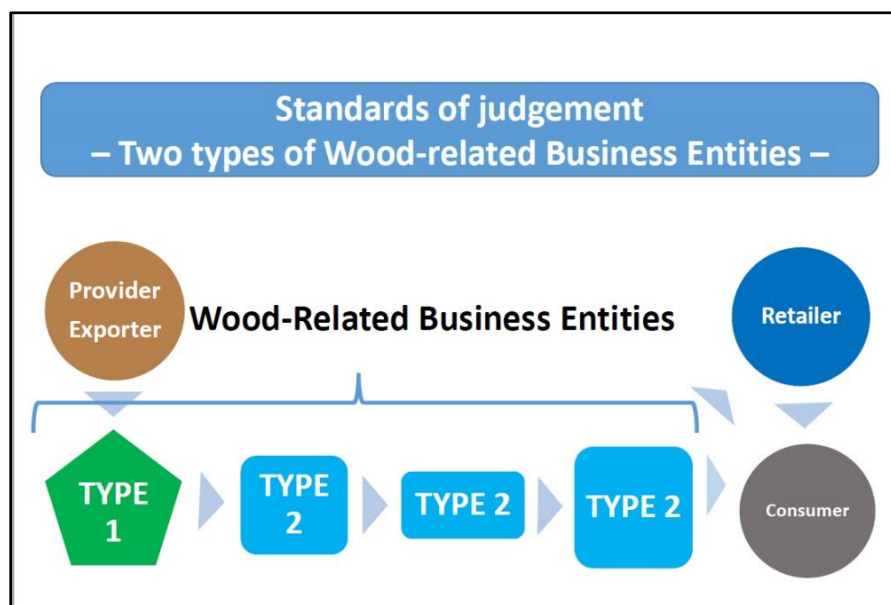 Standards of judgement
– Two types of Wood-related Business Entities –
Provider
Exporter
Wood-Related Business Entities
Retailer
TYPE
1
TYPE
2
TYPE 2
TYPE 2
Consumer